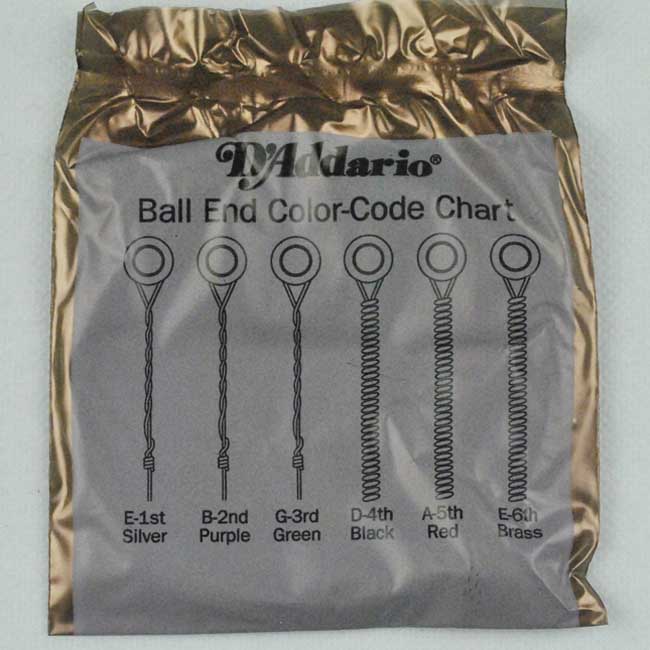 D'Addario®
Ball End Color-Code Chart
E-1st B-2nd G-3rd D-4th A-5th E-6th
Silver Purple Green Black Red Brass